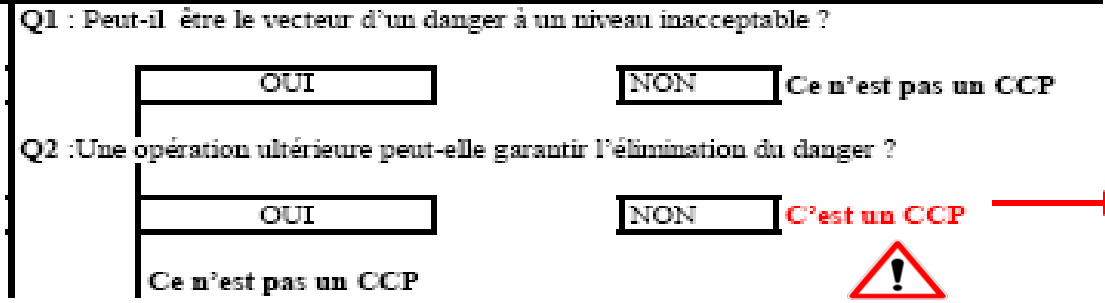 Q1 : Peut-il être le vecteur d'un danger à un niveau inacceptable ?
OUI NON Ce n'est pas un CCP
Q2 :Une opération ultérieure peut-elle garantir l'élimination du danger ?
OUI NON C'est un CCP
Ce n'est pas un CCP